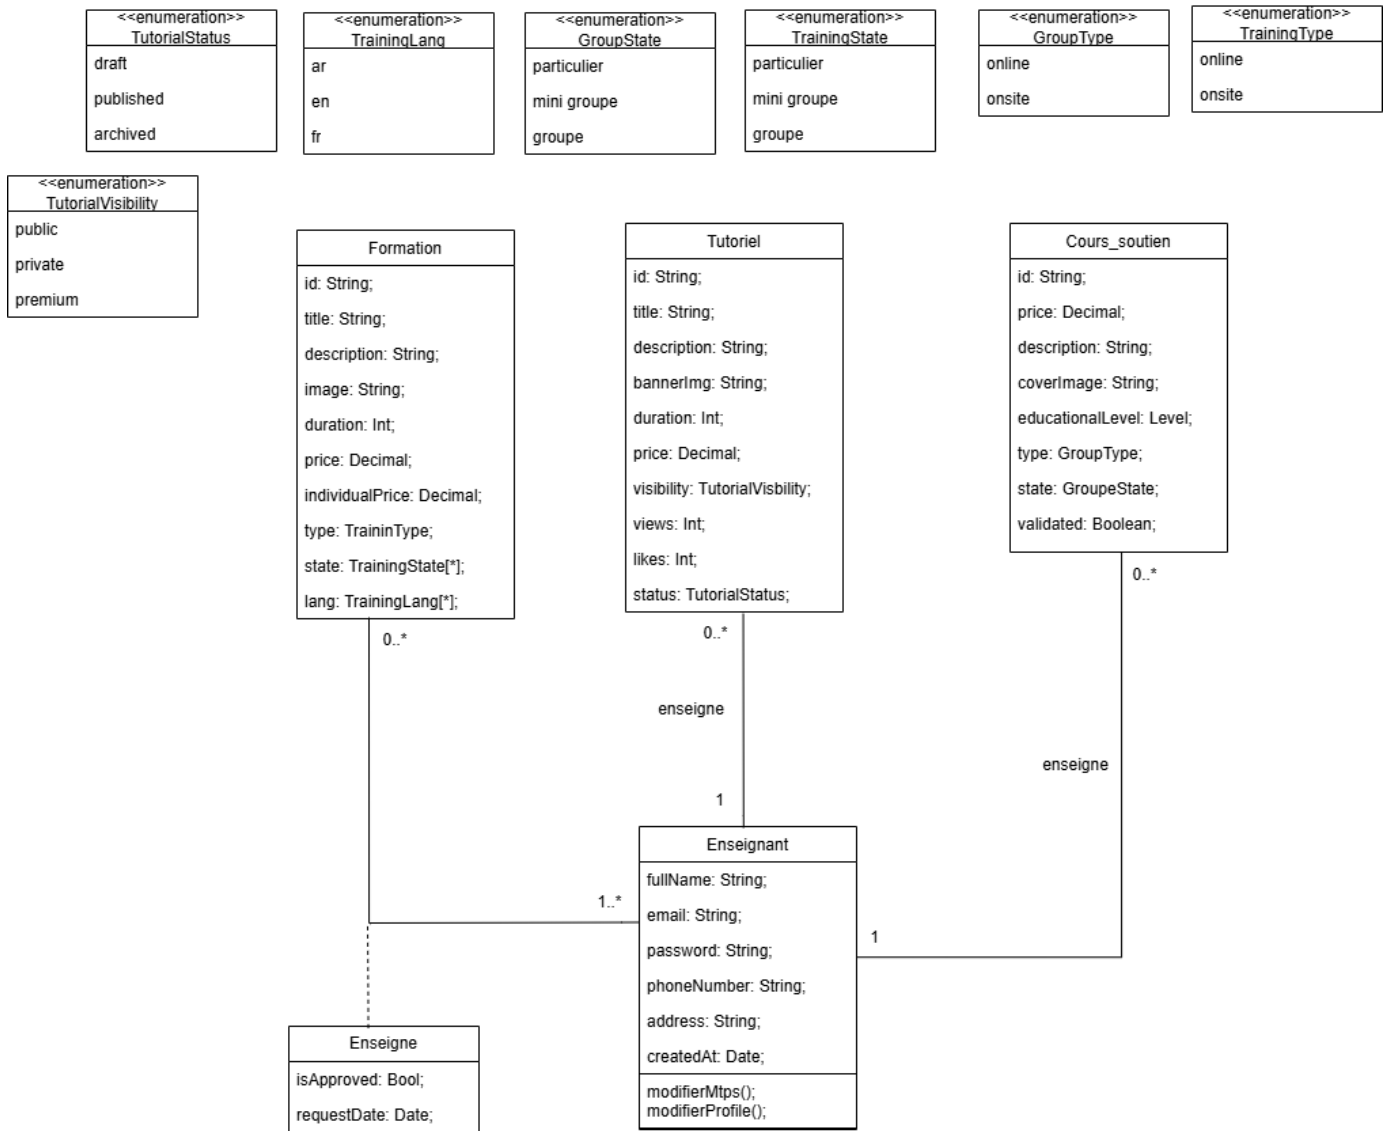 <<enumeration>>
TutorialStatus
draft
published
archived
<<enumeration>>
TrainingLang
ar
en
fr
<<enumeration>>
GroupState
particulier
mini groupe
groupe
<<enumeration>>
TrainingState
particulier
mini groupe
groupe
<<enumeration>>
GroupType
online
onsite
<<enumeration>>
TrainingType
online
onsite
<<enumeration>>
TutorialVisibility
public
private
premium
Formation
id: String;
title: String;
description: String;
image: String;
duration: Int;
price: Decimal;
individualPrice: Decimal;
type: TraininType;
state: TrainingState[*];
lang: TrainingLang[*];
0..*
Tutoriel
id: String;
title: String;
description: String;
bannerImg: String;
duration: Int;
price: Decimal;
visibility: TutorialVisbility;
views: Int;
likes: Int;
status: TutorialStatus;
0..*
Cours_soutien
id: String;
price: Decimal;
description: String;
coverImage: String;
educationalLevel: Level;
type: GroupType;
state: GroupeState;
validated: Boolean;
0..*
enseigne
enseigne
1
1..*
1
Enseignant
fullName: String;
email: String;
password: String;
phoneNumber: String;
address: String;
createdAt: Date;
modifierMtps();
modifierProfile();
Enseigne
isApproved: Bool;
requestDate: Date;